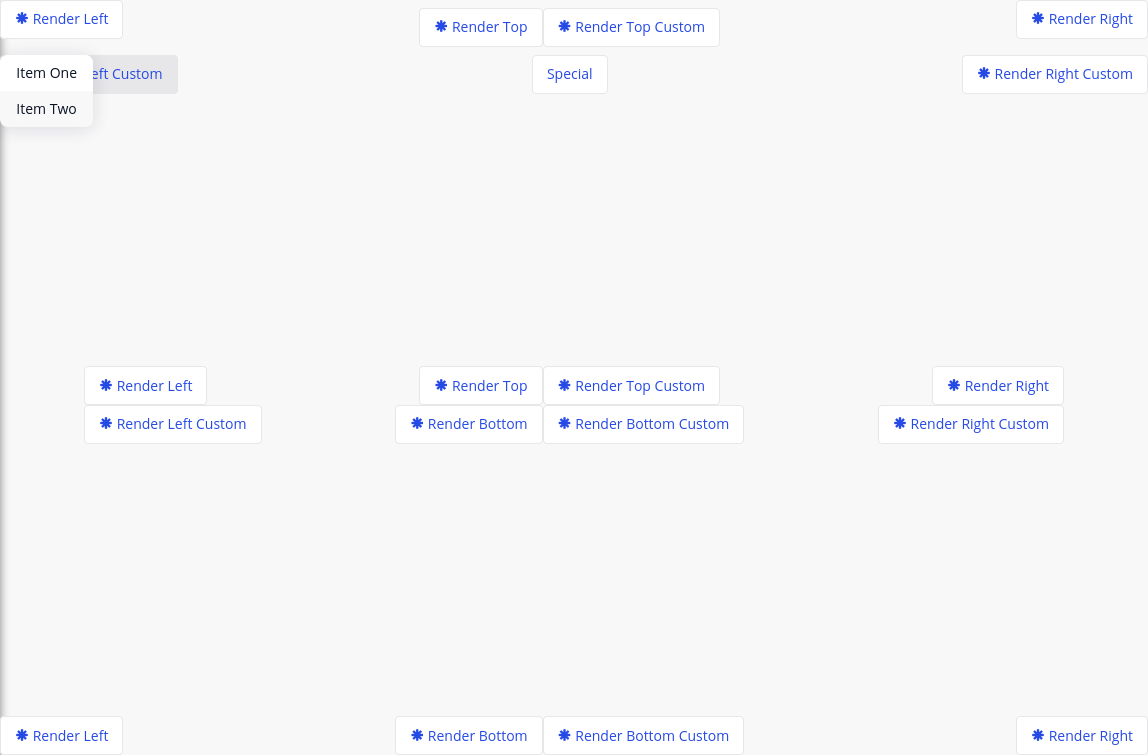 Render Left
Render Top
Render Top Custom
Render Right
Item One
eft Custom
Special
Render Right Custom
Item Two
Render Left
Render Top
Render Top Custom
Render Right
Render Left Custom
Render Bottom
Render Bottom Custom
Render Right Custom
Render Left
Render Bottom
Render Bottom Custom
Render Right